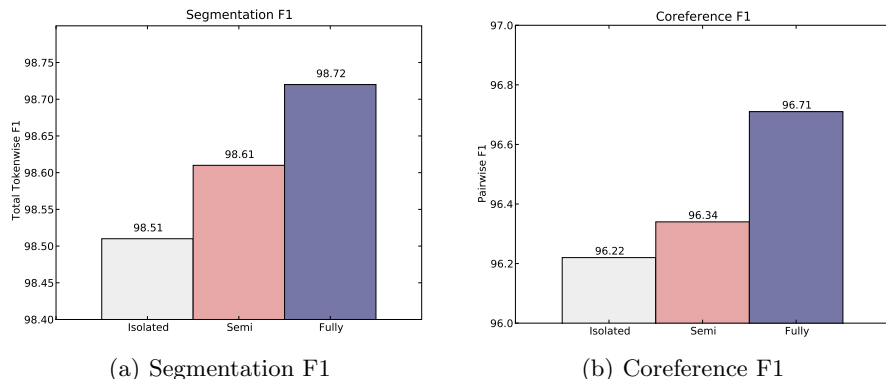 Segmentation F1
98.75
98.70
98.65
98.60
98.55
98.50
98.45
98.40
Total Tokenwise F1
98.51
98.61
98.72
Isolated Semi Fully
(a) Segmentation F1
Coreference F1
97.0
96.8
96.6
96.4
96.2
96.0
Pairwise F1
96.22
96.34
96.71
Isolated Semi Fully
(b) Coreference F1